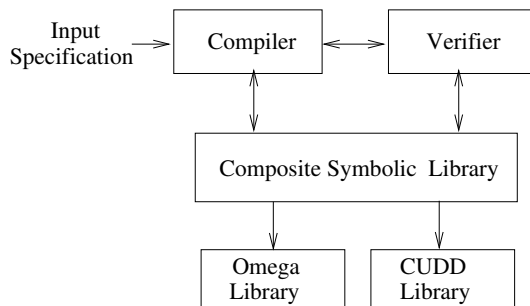 Input
Specification
Compiler
Verifier
Composite Symbolic Library
Omega
Library
CUDD
Library